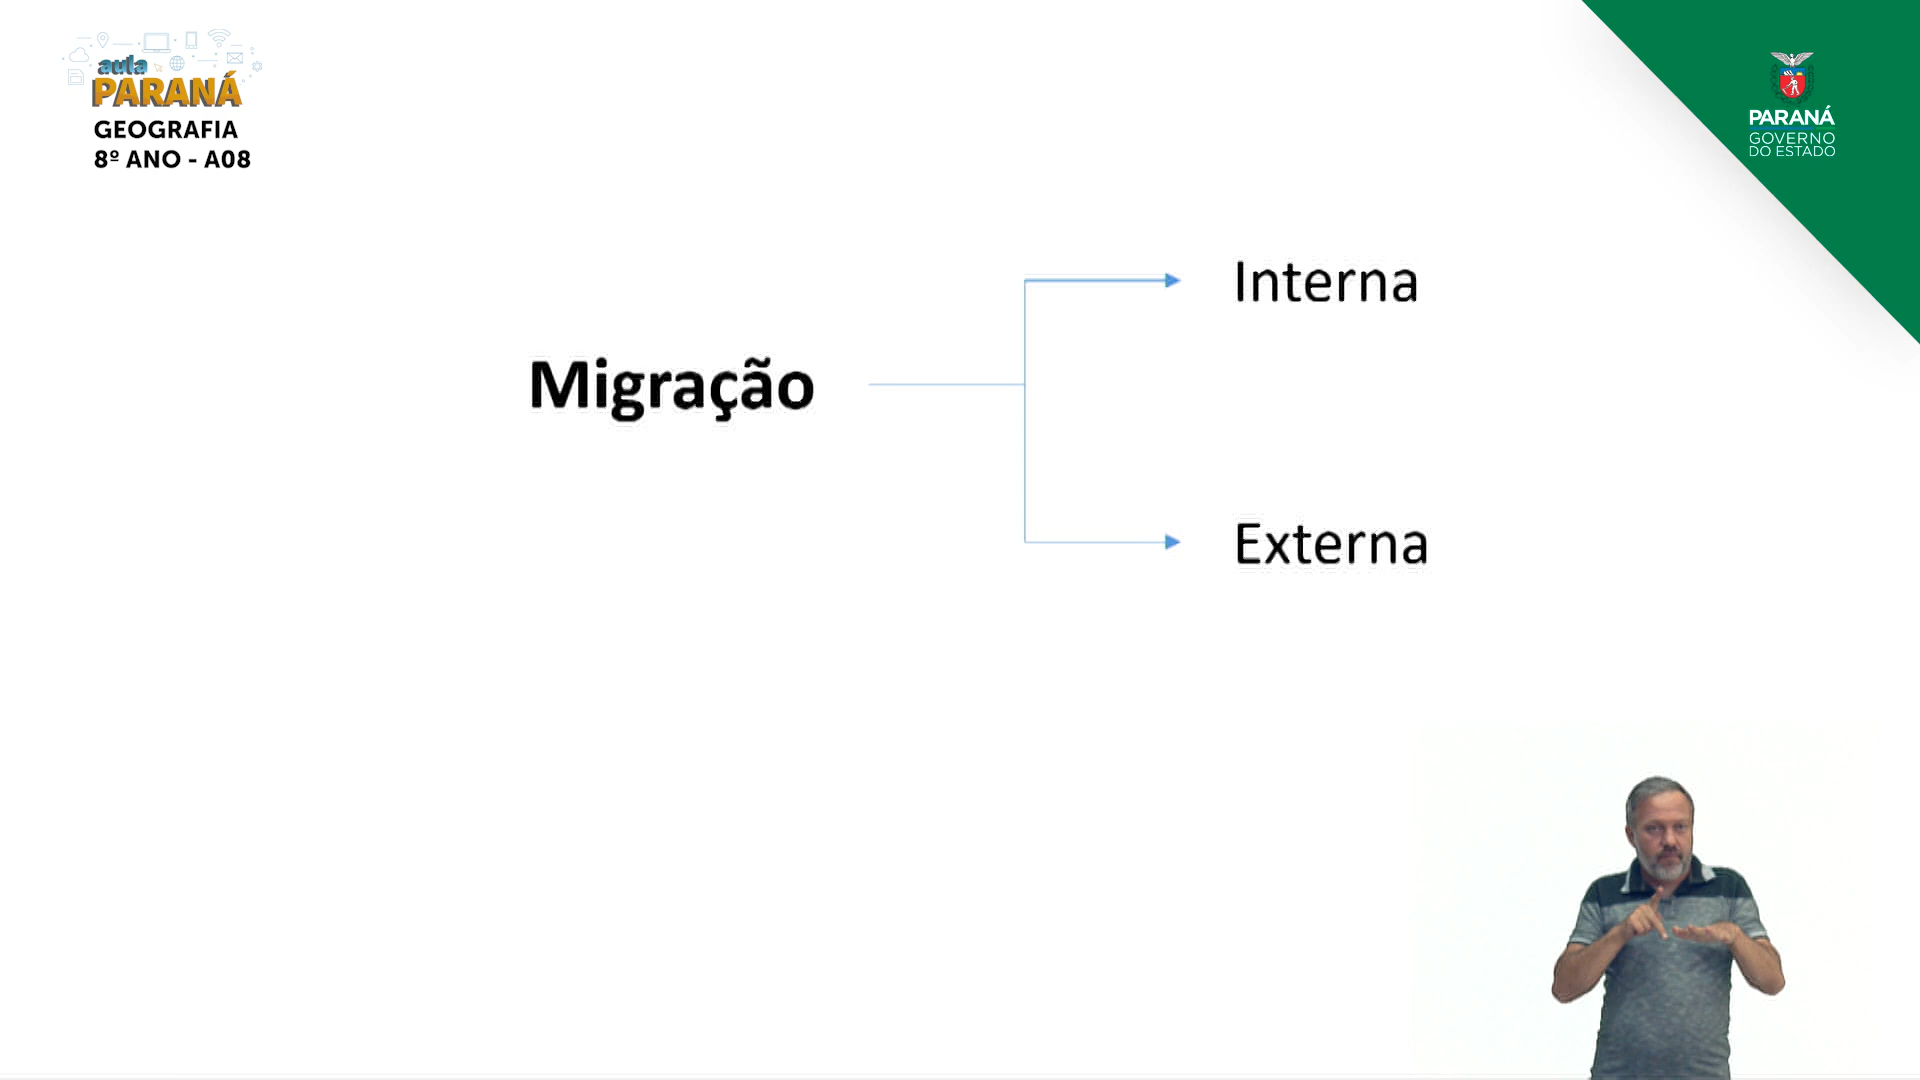 aula
PARANÁ
GEOGRAFIA
8º ANO - A08
PARANÁ
GOVERNO
DO ESTADO
Interna
Migração
Externa